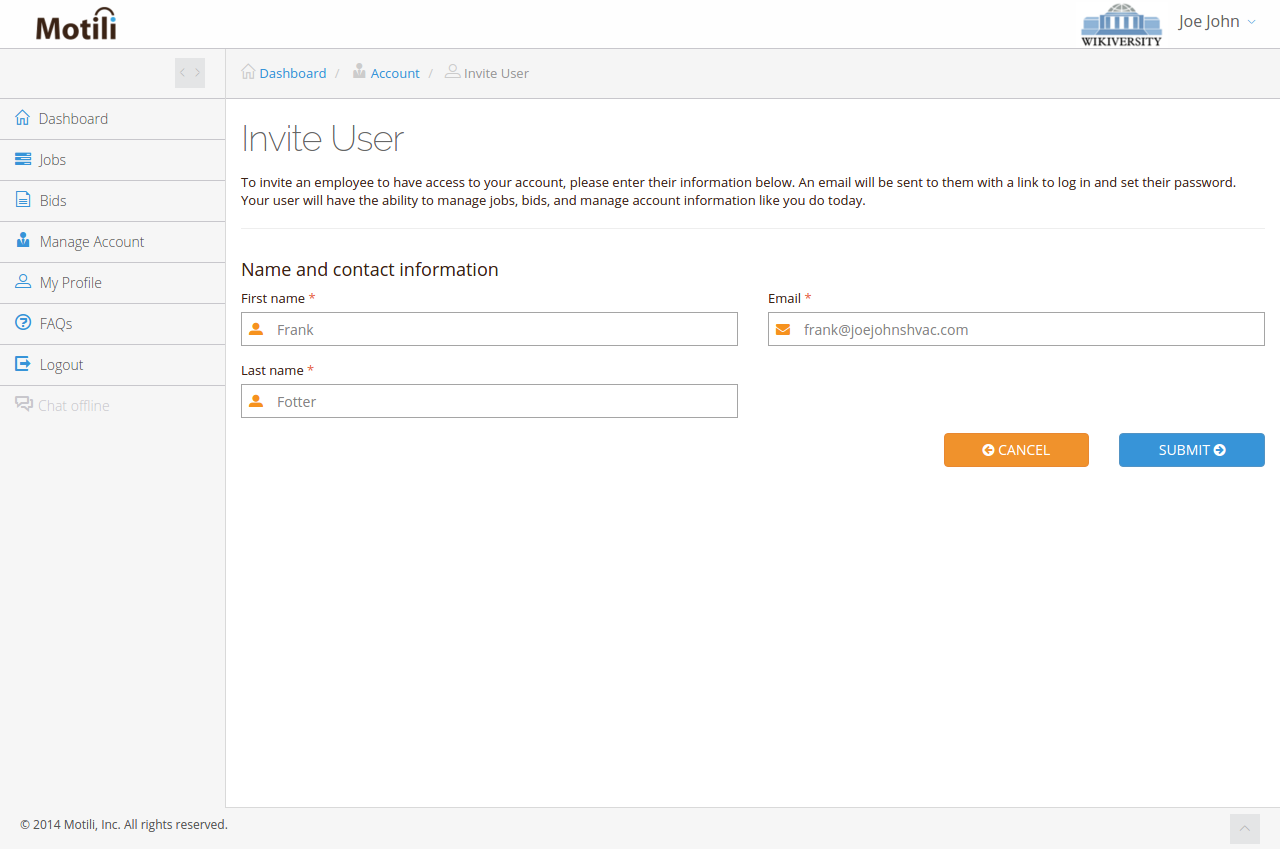 Motili
WIKIVERSITY
Joe John
Dashboard / Account / Invite User
Dashboard
Jobs
Bids
Manage Account
My Profile
FAQs
Logout
Chat offline
Invite User
To invite an employee to have access to your account, please enter their information below. An email will be sent to them with a link to log in and set their password.
Your user will have the ability to manage jobs, bids, and manage account information like you do today.
Name and contact information
First name *
Frank
Email *
frank@joejohnshvac.com
Last name *
Fotter
CANCEL
SUBMIT
© 2014 Motili, Inc. All rights reserved.